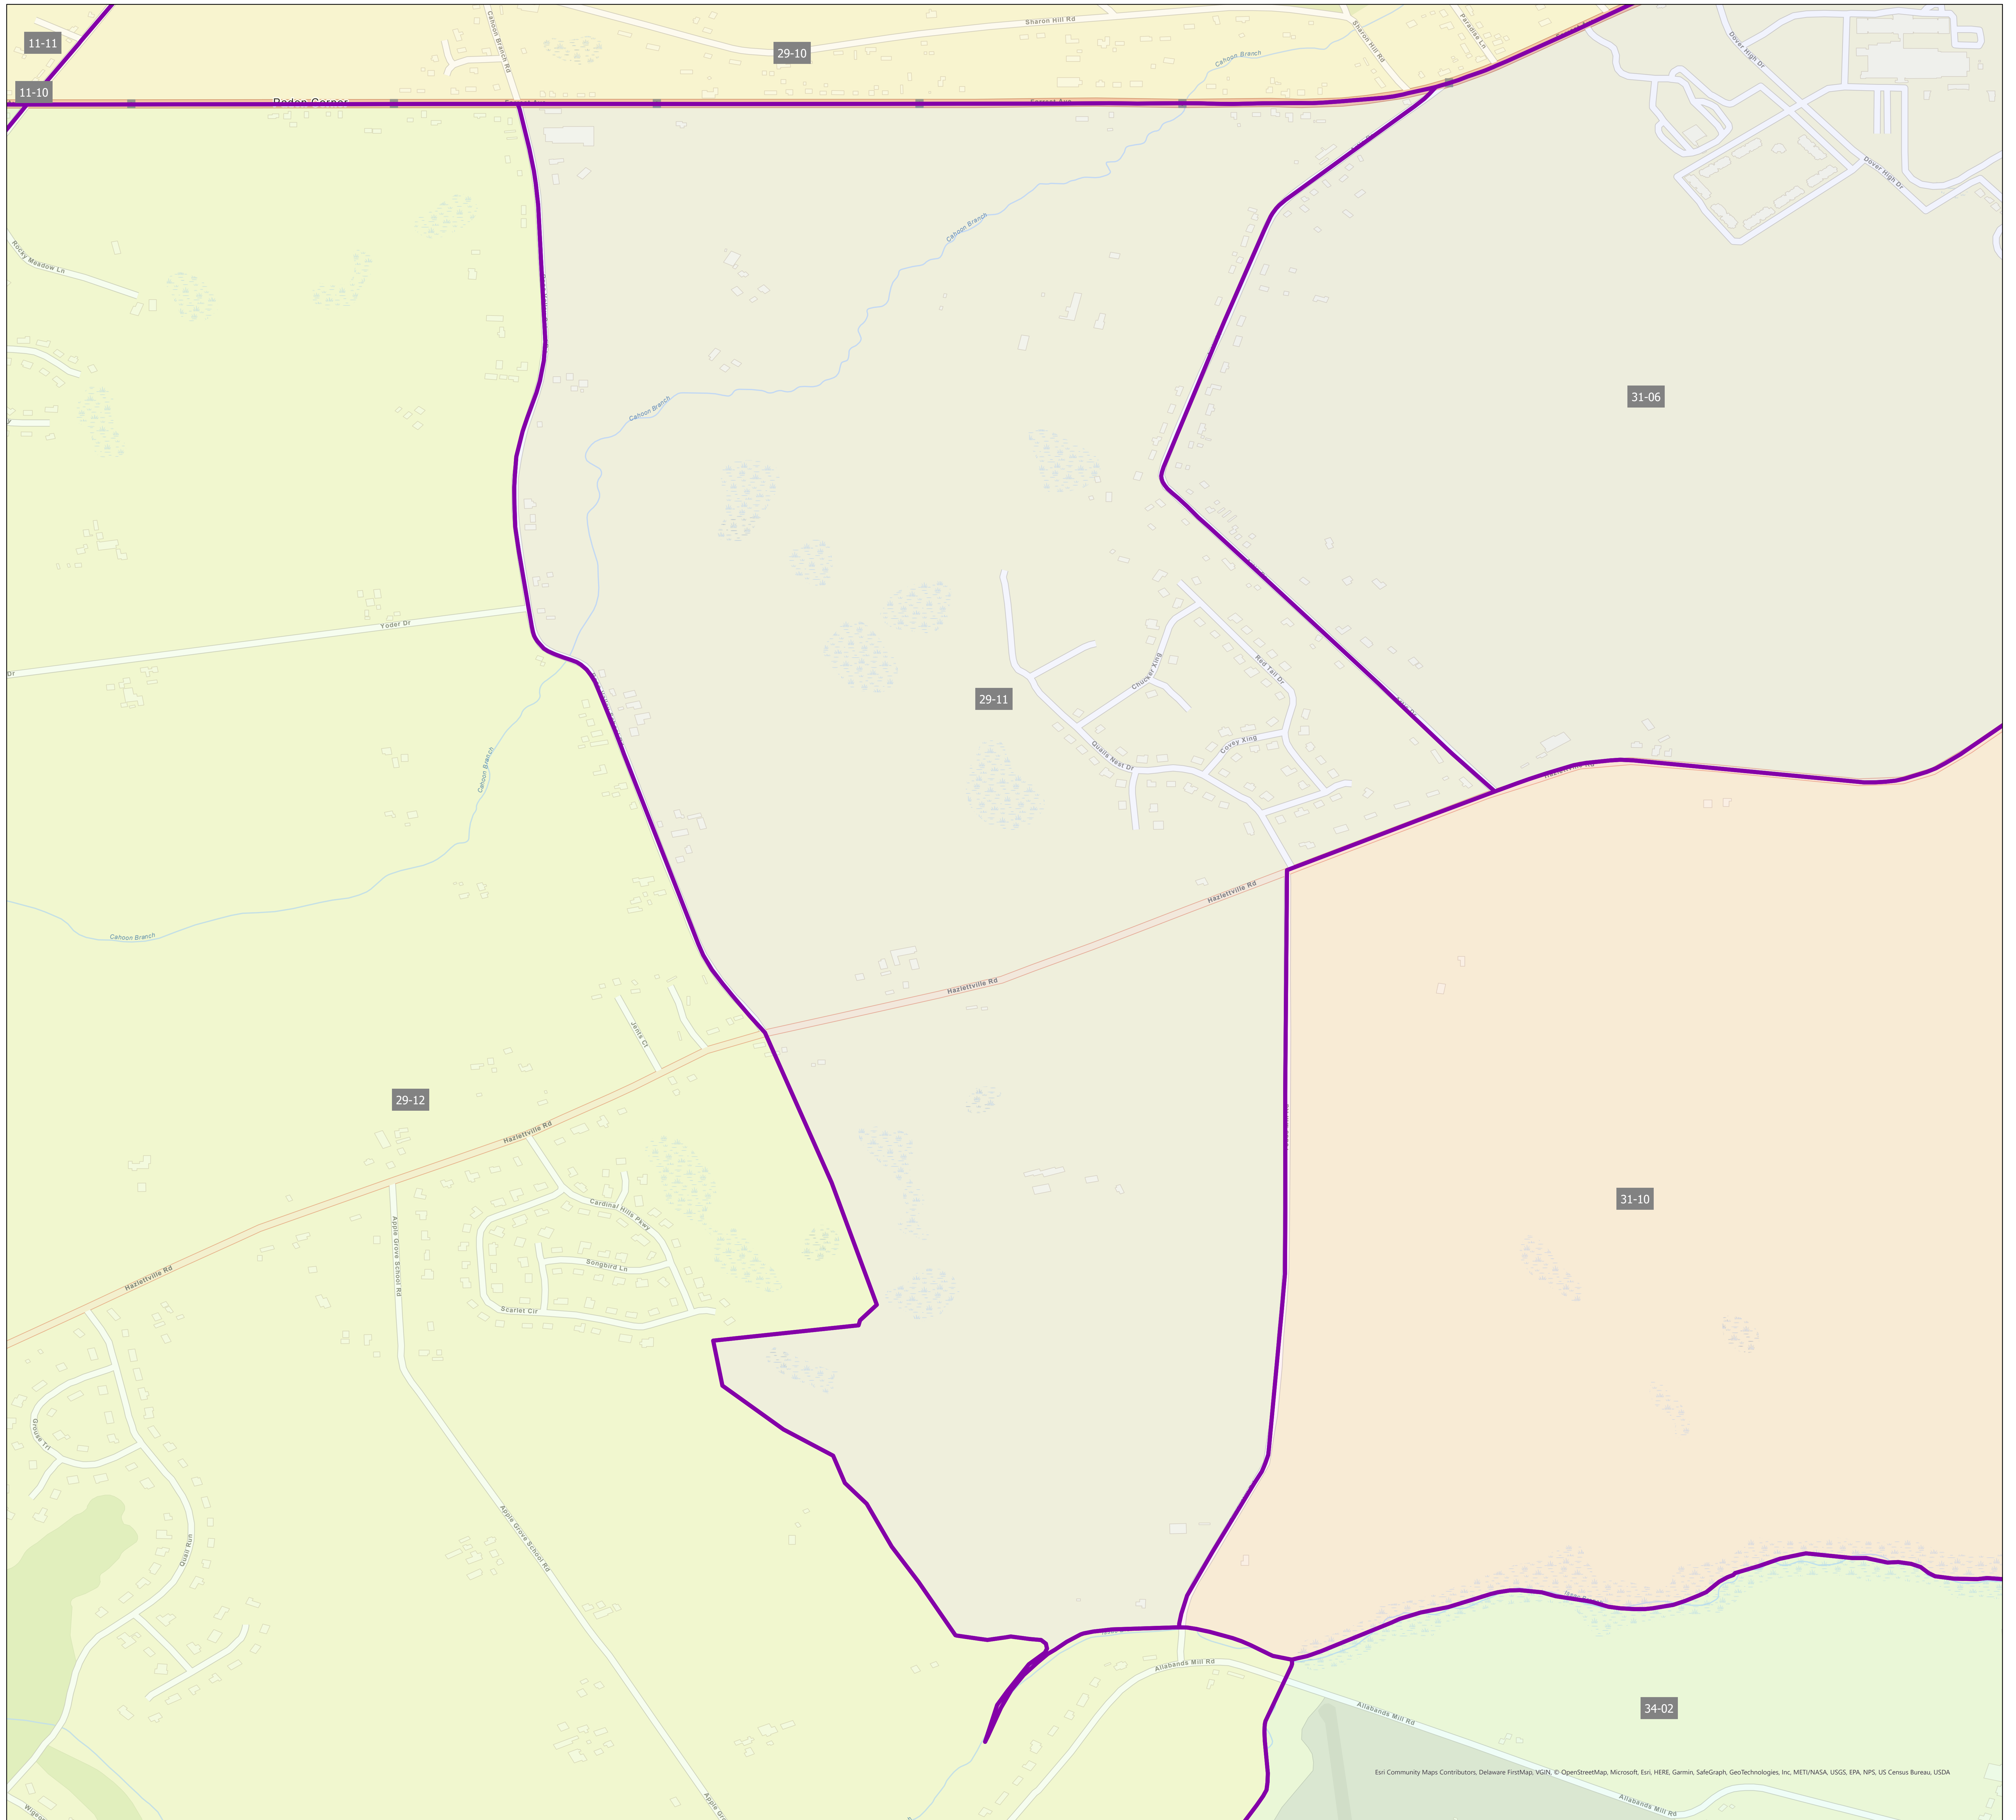 Sharon Hill Rd
Cahoon Branch Rd
Sharon Hill Rd
Paradise Ln
11-11
29-10
Cahoon Branch
Dover High Dr
11-10
Dover High Dr
Cahoon Branch
Rocky Meadow Ln
31-06
Cahoon Branch
Yoder Dr
Dr
Chucker Xing
Red Tail Dr
29-11
Covey Xing
Quails Nest Dr
Cahoon Branch
Hazlettville Rd
Cahoon Branch
Hazlettville Rd
Jants Ct
29-12
Hazlettville Rd
31-10
Cardinal Hills Pkwy
Apple Grove School Rd
Songbird Ln
Hazlettville Rd
Scarlet Cir
Grouse Trl
Quail Run
Apple Grove School Rd
Allabands Mill Rd
34-02
Allabands Mill Rd
Esri Community Maps Contributors, Delaware FirstMap, VGIN, © OpenStreetMap, Microsoft, Esri, HERE, Garmin, SafeGraph, GeoTechnologies, Inc, METI/NASA, USGS, EPA, NPS, US Census Bureau, USDA
Allabands Mill Rd